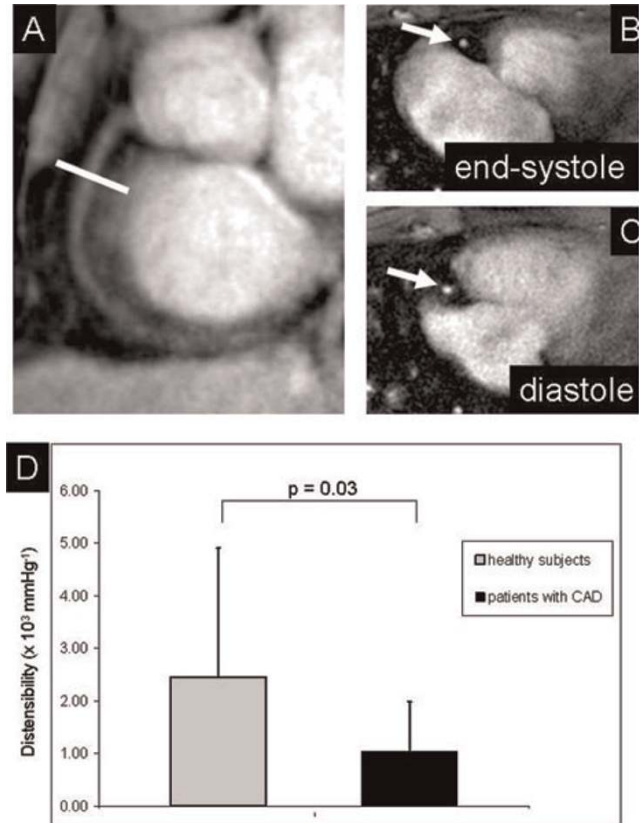 A
B
end-systole
C
diastole
D
p = 0.03
6.00
5.00
4.00
3.00
2.00
1.00
0.00
Distensibility (x 10³ mmHg⁻¹)
healthy subjects
patients with CAD